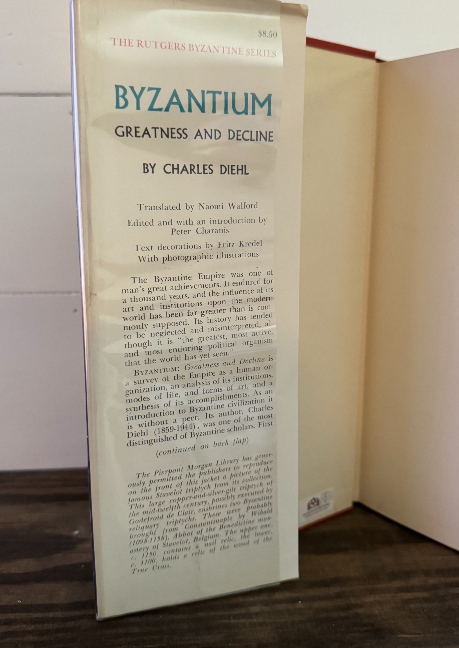 $8.50
THE RUTGERS BYZANTINE SERIES
BYZANTIUM
GREATNESS AND DECLINE
BY CHARLES DIEHL
Translated by Naomi Walford
Edited and with an introduction by
Peter Charanis
Text decorations by Fritz Kredel
With photographic illustrations
The Byzantine Empire was one of
man's great achievements. It endured for
a thousand years, and the influence of its
art and institutions upon the modern
world has been far greater than is com-
monly supposed. Its history has tended
to be neglected and misinterpreted, al-
though it is "the greatest, most active,
and most enduring political organism
that the world has yet seen."
BYZANTIUM: Greatness and Decline is
a survey of the Empire as a human or-
ganization, an analysis of its institutions,
modes of life, and forms of art, and a
synthesis of its accomplishments. As an
introduction to Byzantine civilization it
is without a peer. Its author, Charles
Diehl (1859-1944), was one of the most
distinguished of Byzantine scholars. First
(continued on back flap)
The Pierpont Morgan Library has gener-
ously permitted the publishers to reproduce
on the front of this jacket a picture of the
famous Stavelot triptych from its collection.
This large copper-and-silver-gilt triptych of
the mid-twelfth century, possibly executed by
Godefroid de Clair, enshrines two Byzantine
reliquary triptychs. These were probably
brought from Constantinople by Wibald
(1098-1158), Abbot of the Benedictine mon-
astery of Stavelot, Belgium. The upper one,
c. 1150, contains a nail relic, the lower,
c. 1100, holds a relic of the wood of the
True Cross.